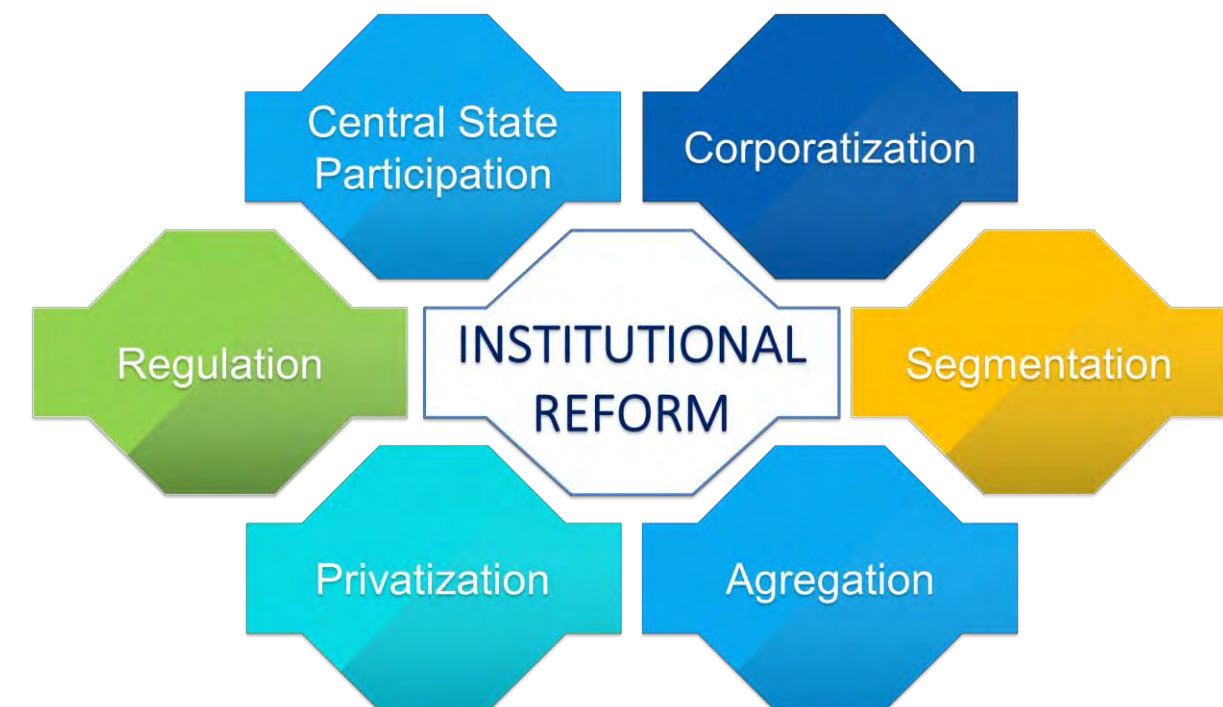 Central State
Participation
Corporatization
Regulation
INSTITUTIONAL
REFORM
Segmentation
Privatization
Agregation